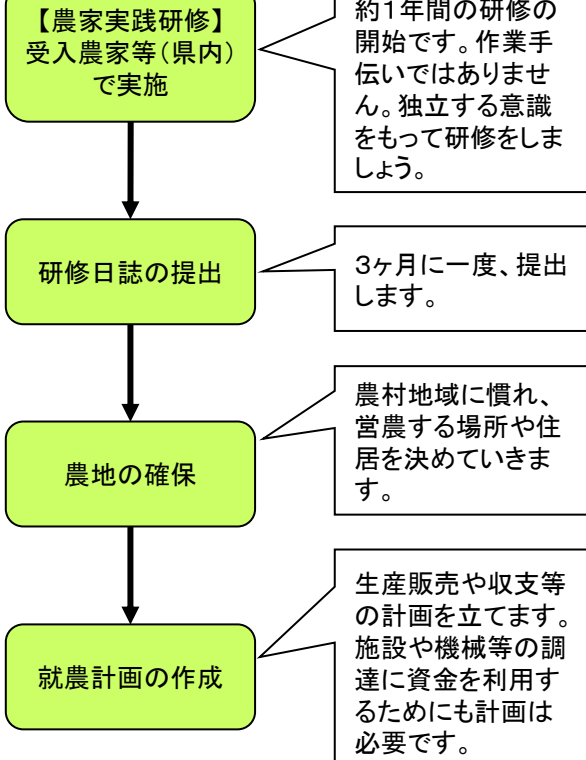 【農家実践研修】
受入農家等(県内)
で実施
約1年間の研修の
開始です。作業手
伝いではありませ
ん。独立する意識
をもって研修をしま
しょう。
研修日誌の提出
3ヶ月に一度、提出
します。
農地の確保
農村地域に慣れ、
営農する場所や住
居を決めていきま
す。
就農計画の作成
生産販売や収支等
の計画を立てます。
施設や機械等の調
達に資金を利用す
るためにも計画は
必要です。